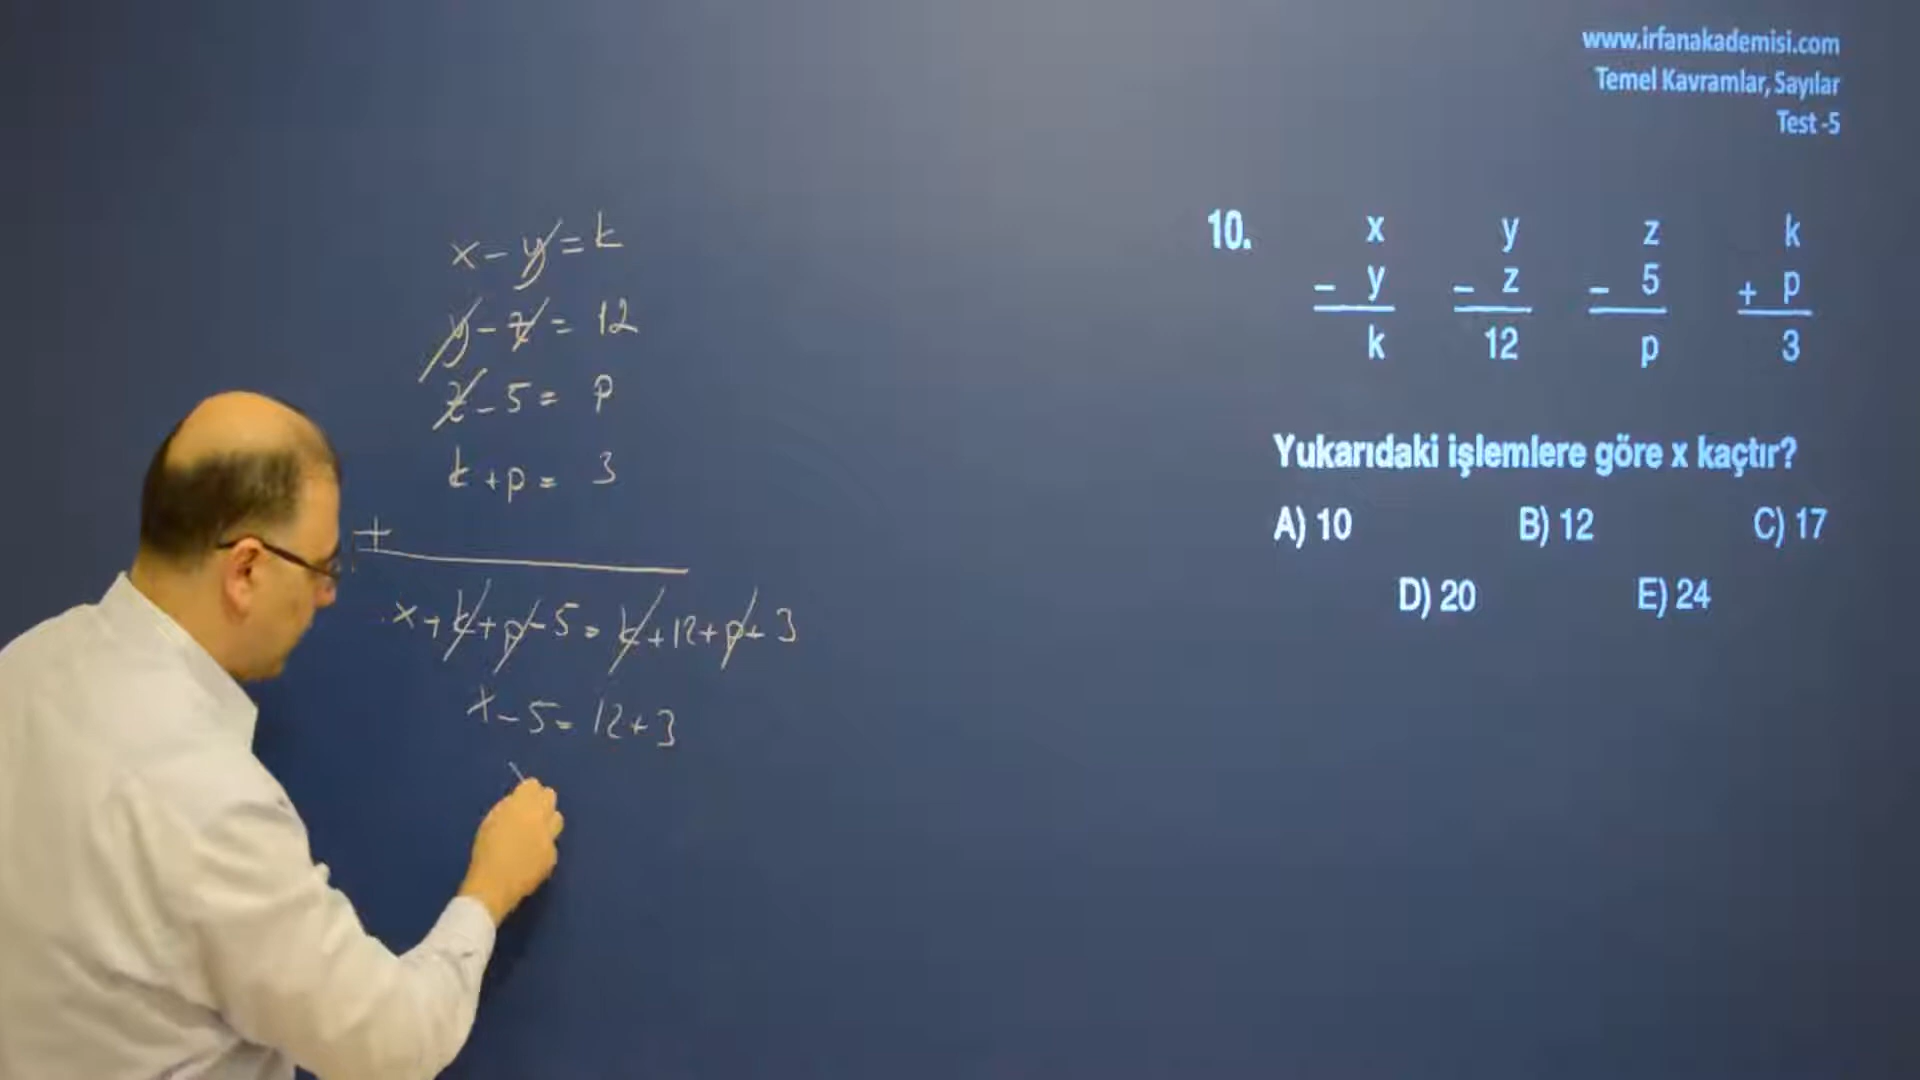 www.irfanakademisi.com
Temel Kavramlar, Sayılar
Test -5
x - y = k
y - z = 12
z - 5 = p
k + p = 3
+
x + k + p - 5 = k + 12 + p + 3
x - 5 = 12 + 3
10. x y z k
- y - z - 5 + p
k 12 p 3
Yukarıdaki işlemlere göre x kaçtır?
A) 10 B) 12 C) 17
D) 20 E) 24